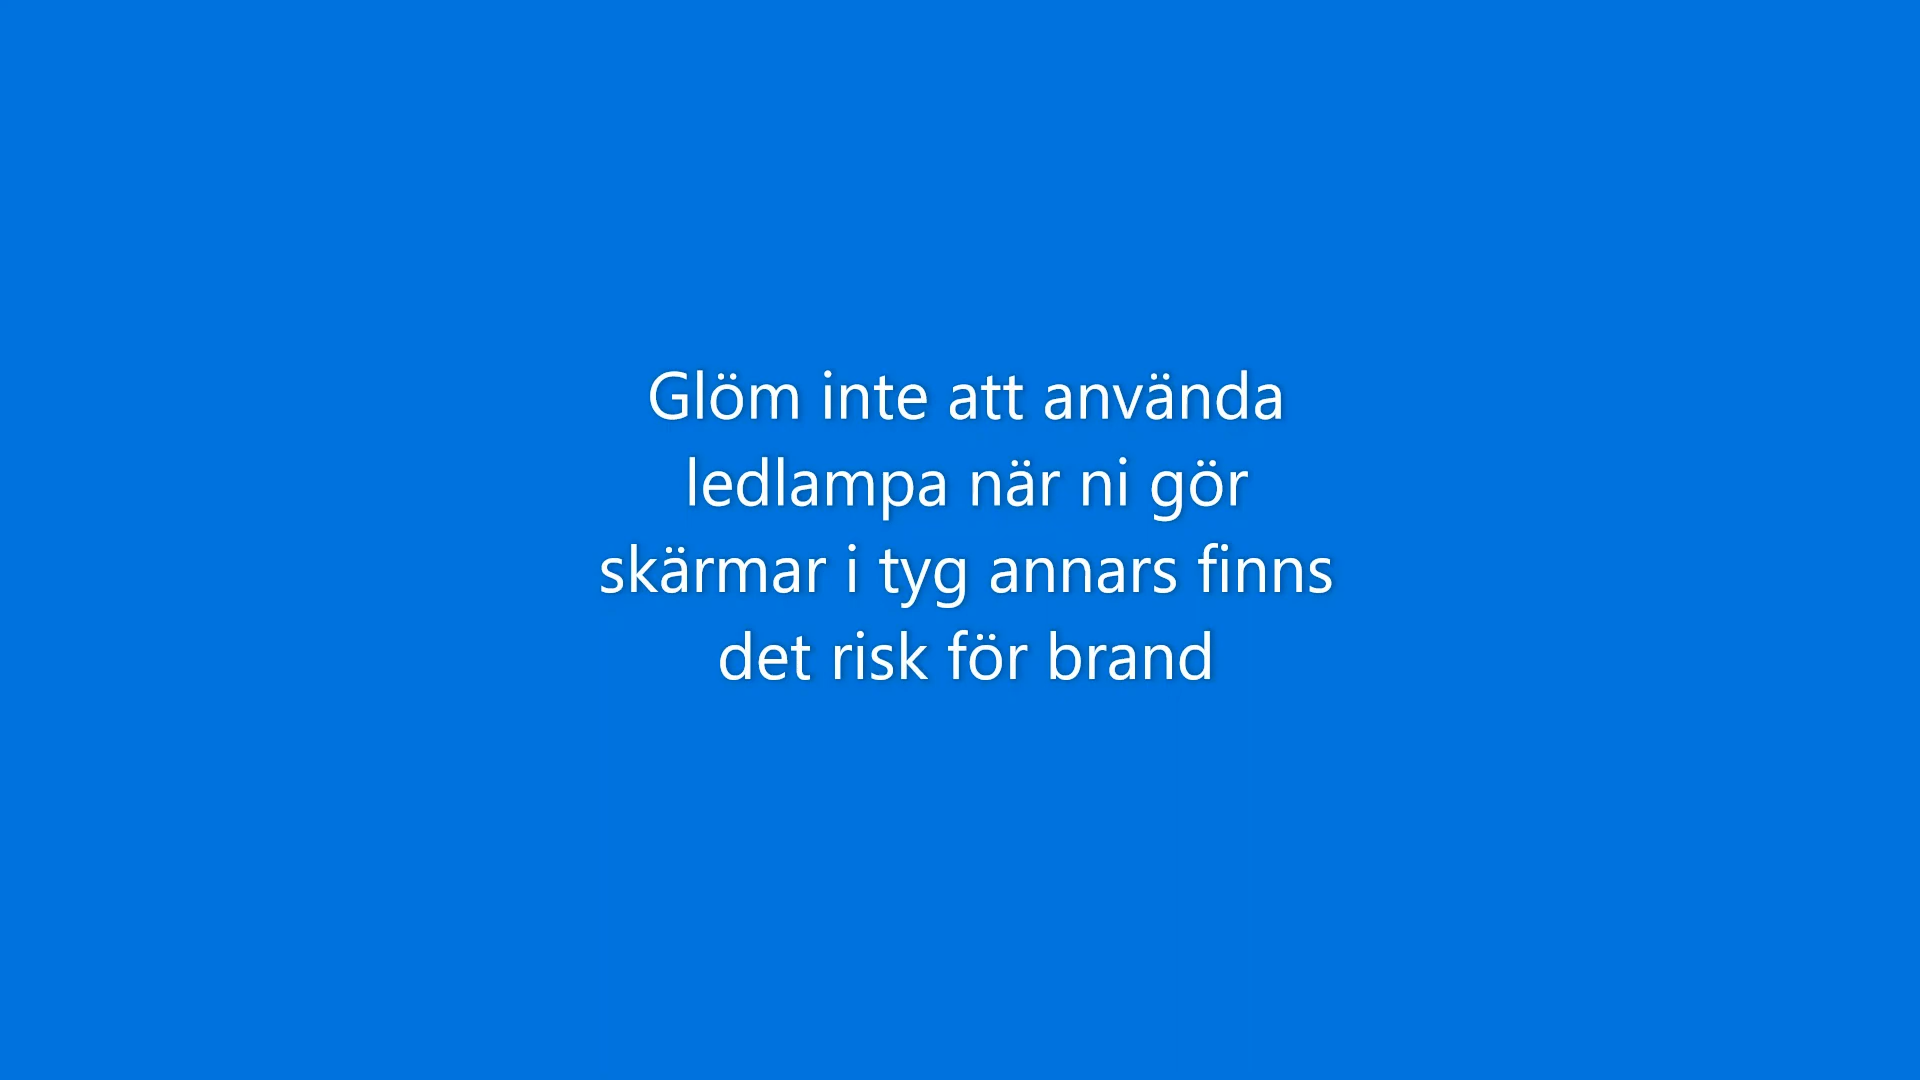 Glöm inte att använda
ledlampa när ni gör
skärmar i tyg annars finns
det risk för brand